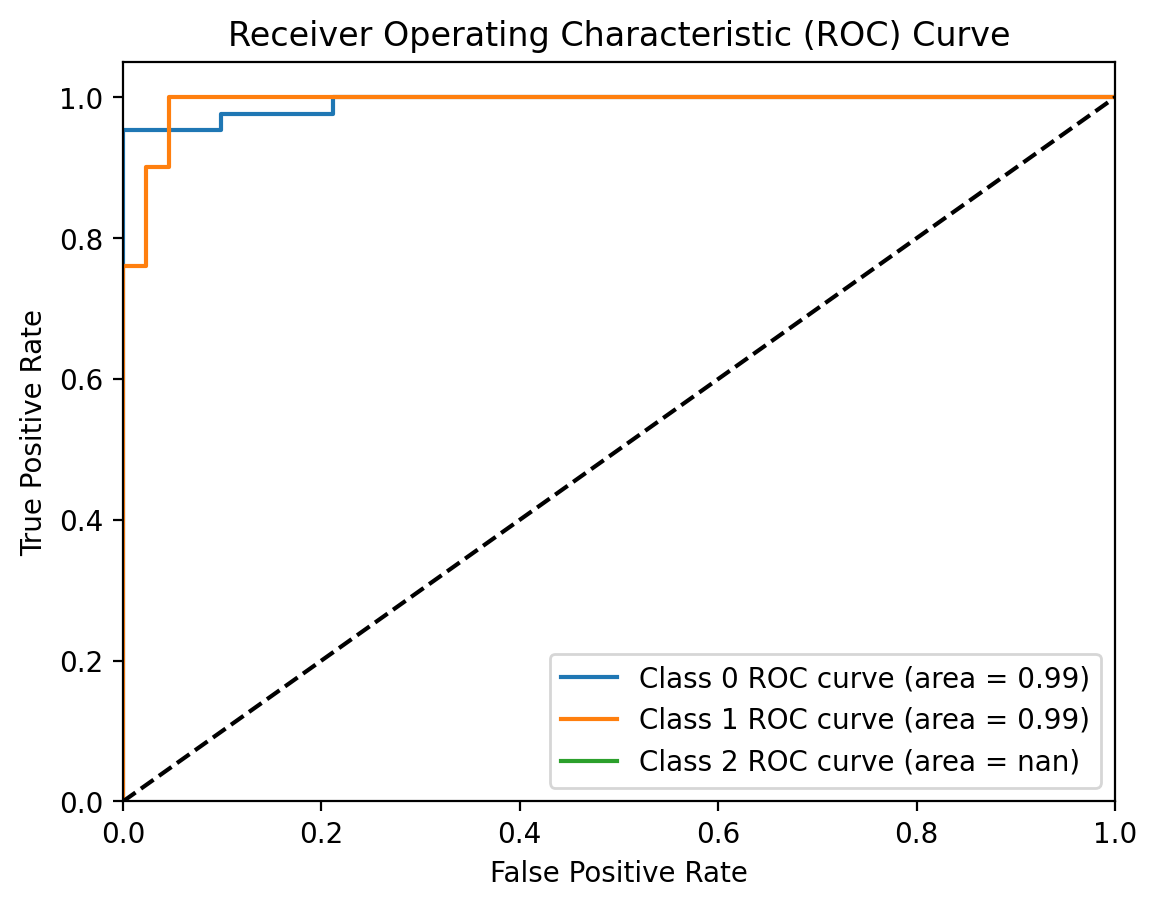 Receiver Operating Characteristic (ROC) Curve
1.0
0.8
0.6
0.4
0.2
0.0
True Positive Rate
Class 0 ROC curve (area = 0.99)
Class 1 ROC curve (area = 0.99)
Class 2 ROC curve (area = nan)
0.0 0.2 0.4 0.6 0.8 1.0
False Positive Rate